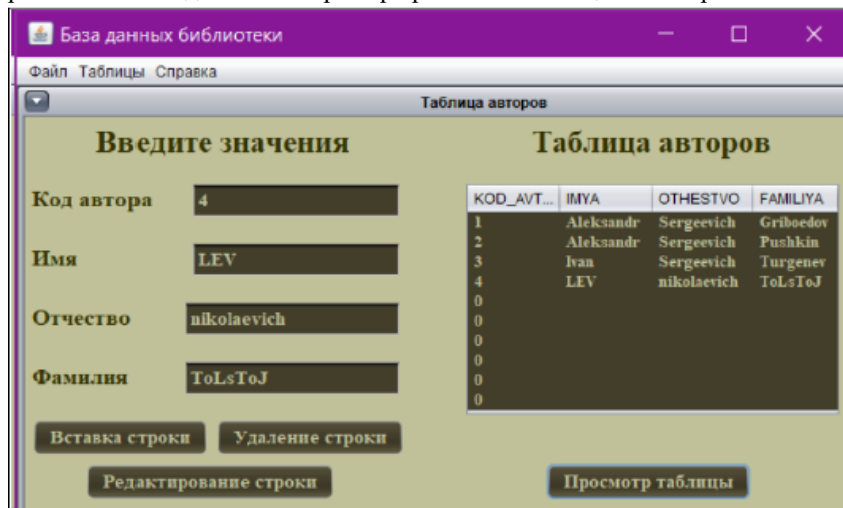 База данных библиотеки
Файл Таблицы Справка
Таблица авторов
Введите значения
Код автора 4
Имя LEV
Отчество nikolaevich
Фамилия ToLsToJ
Вставка строки Удаление строки
Редактирование строки
Таблица авторов
KOD_AVT... IMYA OTHESTVO FAMILIYA
1 Aleksandr Sergeevich Griboedov
2 Aleksandr Sergeevich Pushkin
3 Ivan Sergeevich Turgenev
4 LEV nikolaevich ToLsToJ
0
0
0
0
0
0
Просмотр таблицы